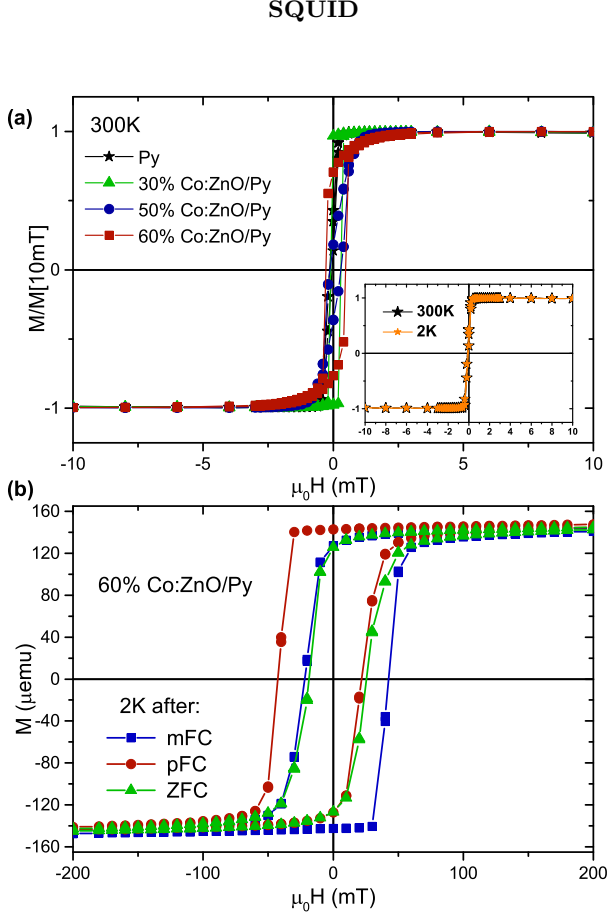 SQUID
(a)
300K
Py
30% Co:ZnO/Py
50% Co:ZnO/Py
60% Co:ZnO/Py
M/M[10mT]
1
0
-1
-10 -5 0 5 10
μ0H (mT)
300K
2K
1
0
-1
-10 -8 -6 -4 -2 0 2 4 6 8 10
(b)
60% Co:ZnO/Py
2K after:
mFC
pFC
ZFC
M (μemu)
160
120
80
40
0
-40
-80
-120
-160
-200 -100 0 100 200
μ0H (mT)